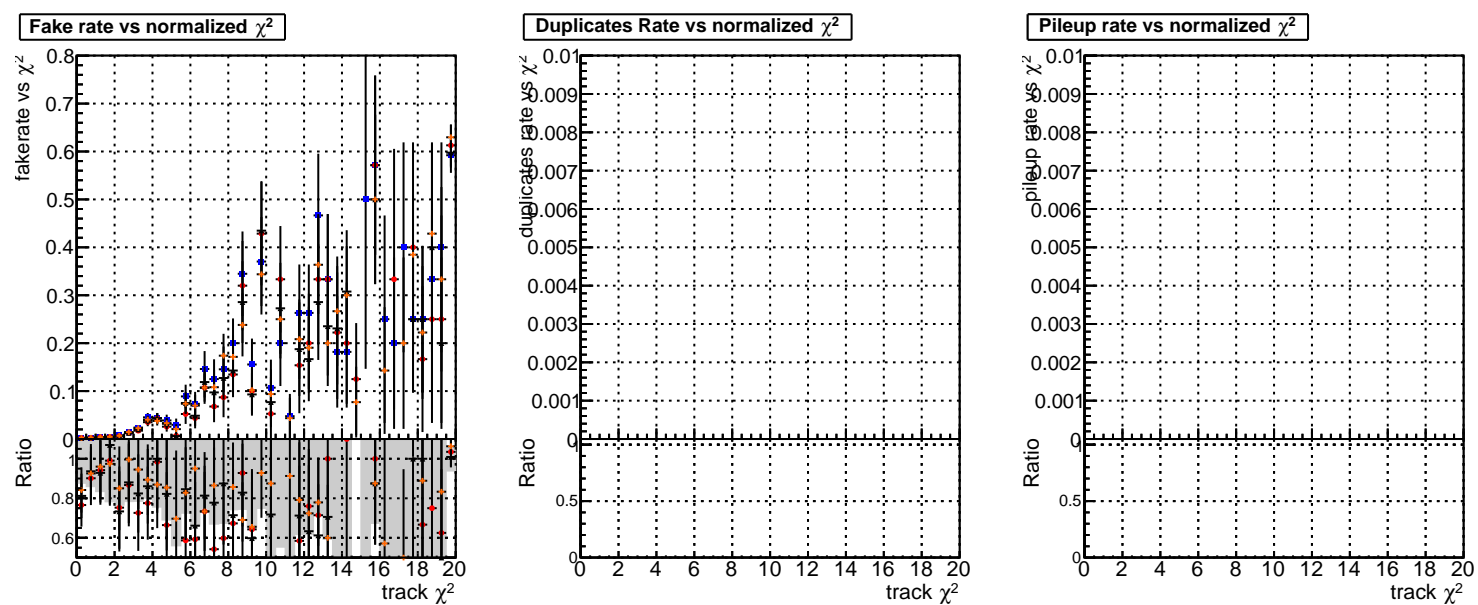 Fake rate vs normalized χ²
fakerate vs χ²
0.8
0.7
0.6
0.5
0.4
0.3
0.2
0.1
0
Ratio
1
0.8
0.6
0 2 4 6 8 10 12 14 16 18 20
track χ²
Duplicates Rate vs normalized χ²
duplicates rate vs χ²
0.01
0.009
0.008
0.007
0.006
0.005
0.004
0.003
0.002
0.001
0
Ratio
1
0.5
0
0 2 4 6 8 10 12 14 16 18 20
track χ²
Pileup rate vs normalized χ²
pileup rate vs χ²
0.01
0.009
0.008
0.007
0.006
0.005
0.004
0.003
0.002
0.001
0
Ratio
1
0.5
0
0 2 4 6 8 10 12 14 16 18 20
track χ²